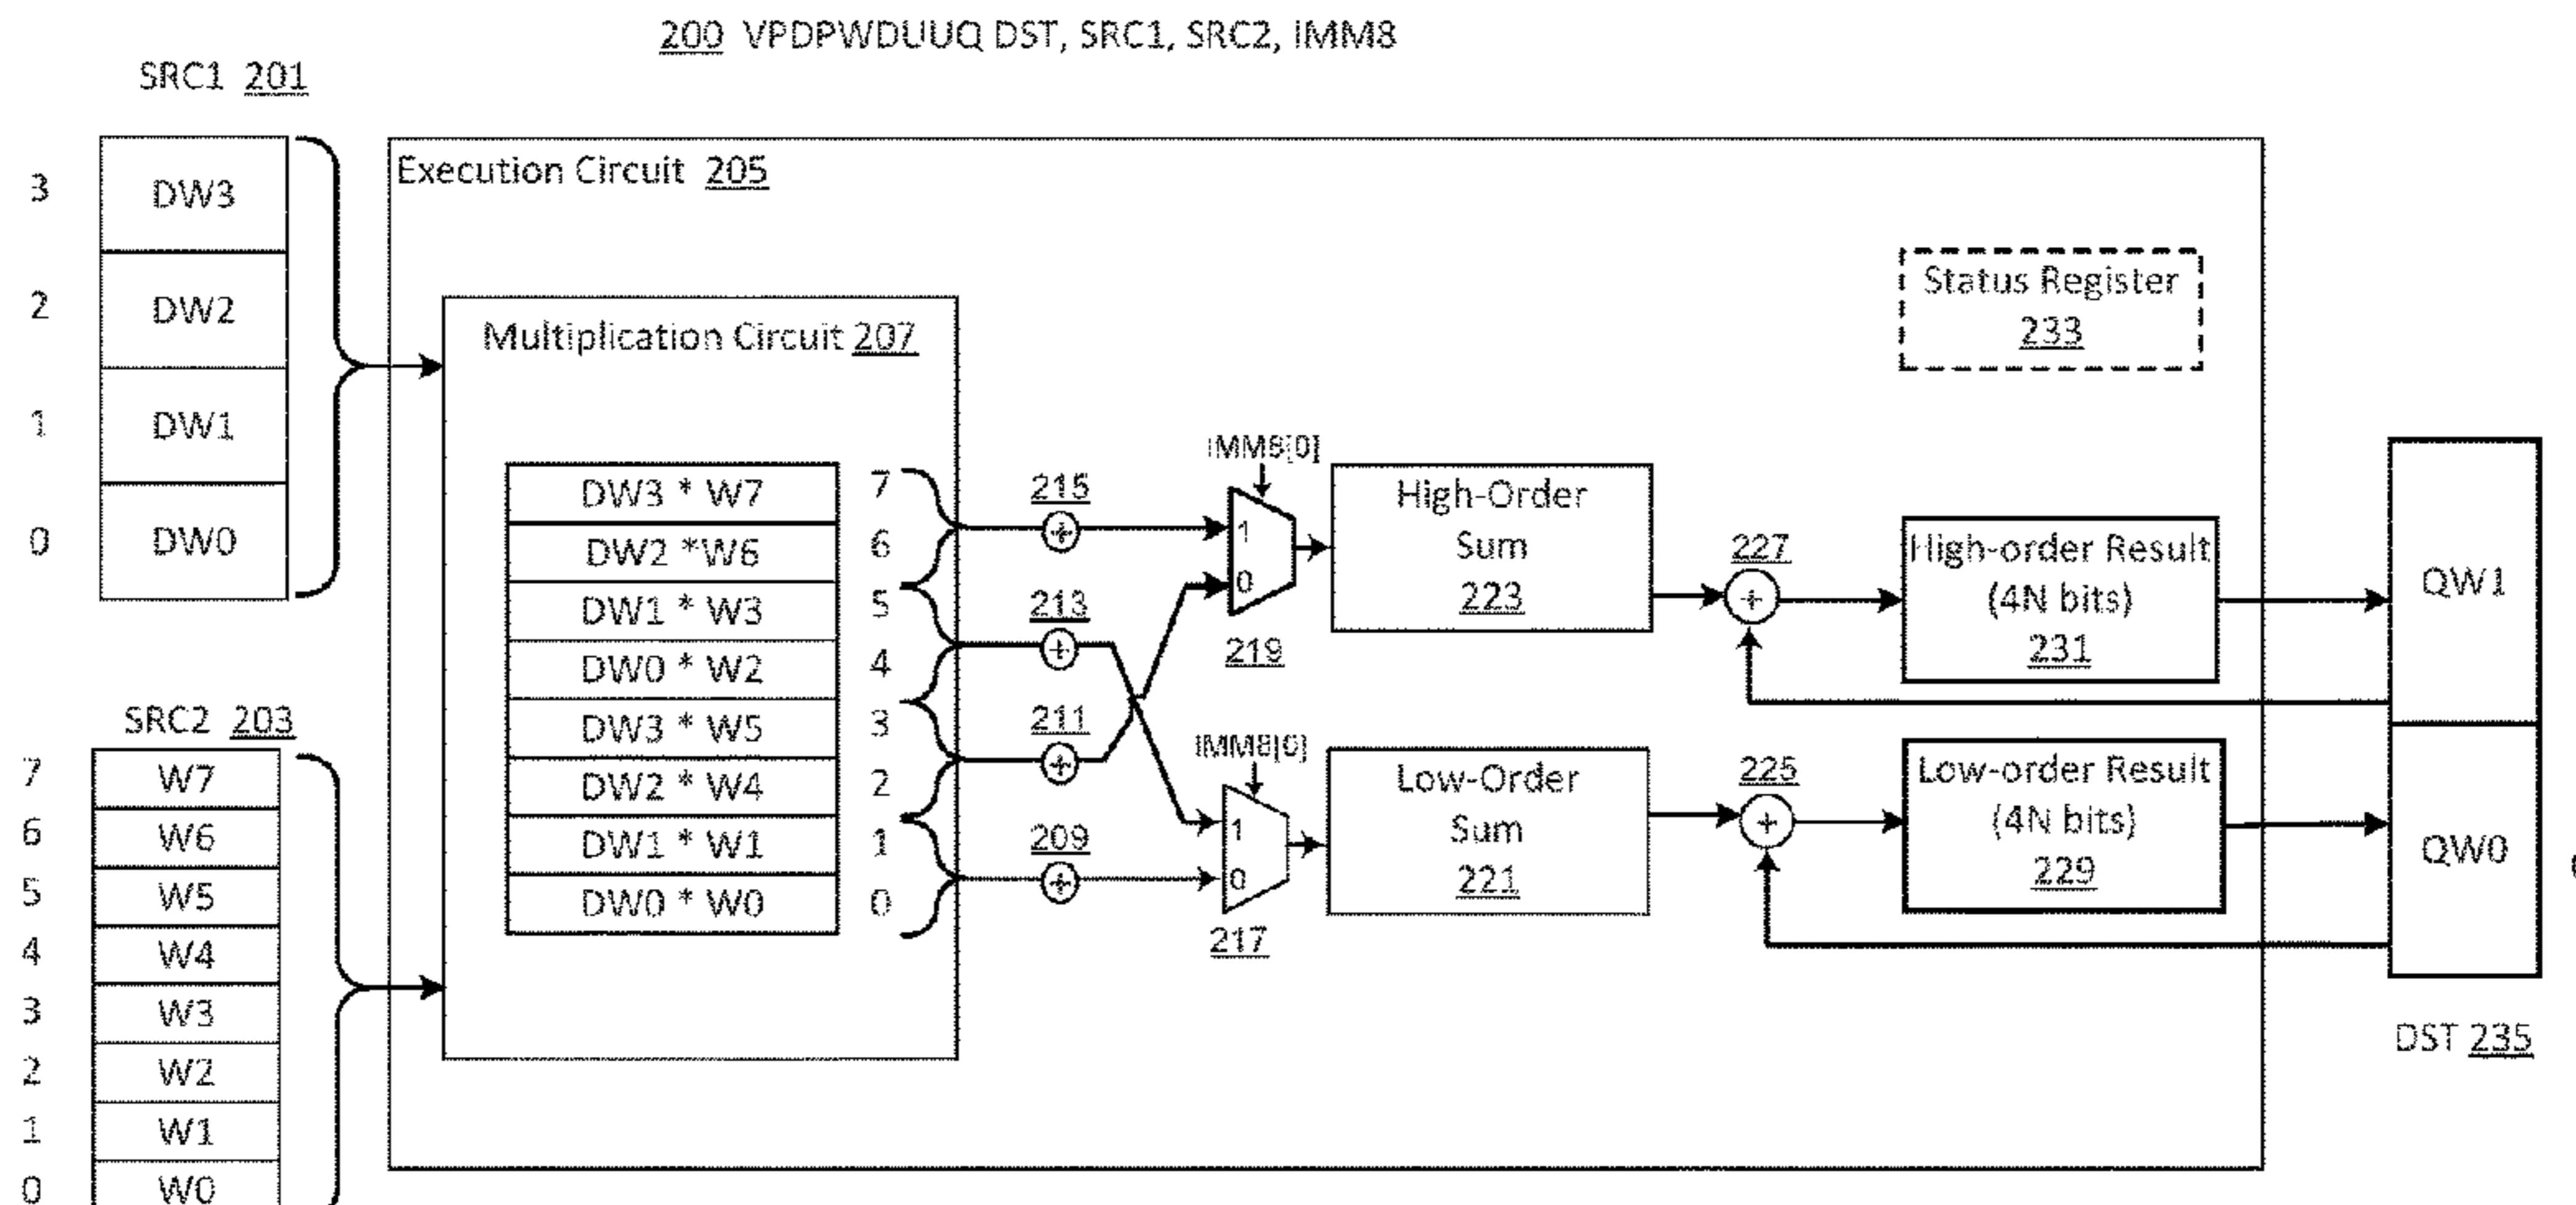 200 VPDPWDUUQ DST, SRC1, SRC2, IMM8
SRC1 201
3 DW3
2 DW2
1 DW1
0 DW0
SRC2 203
7 W7
6 W6
5 W5
4 W4
3 W3
2 W2
1 W1
0 W0
Execution Circuit 205
Multiplication Circuit 207
DW3 * W7 7
DW2 *W6 6
DW1 * W3 5
DW0 * W2 4
DW3 * W5 3
DW2 * W4 2
DW1 * W1 1
DW0 * W0 0
215
+
213
+
211
+
209
+
IMM8[0]
1
0
219
IMM8[0]
1
0
217
High-Order
Sum
223
Low-Order
Sum
221
227
+
225
+
Status Register
233
High-order Result
(4N bits)
231
Low-order Result
(4N bits)
229
QW1
QW0
DST 235